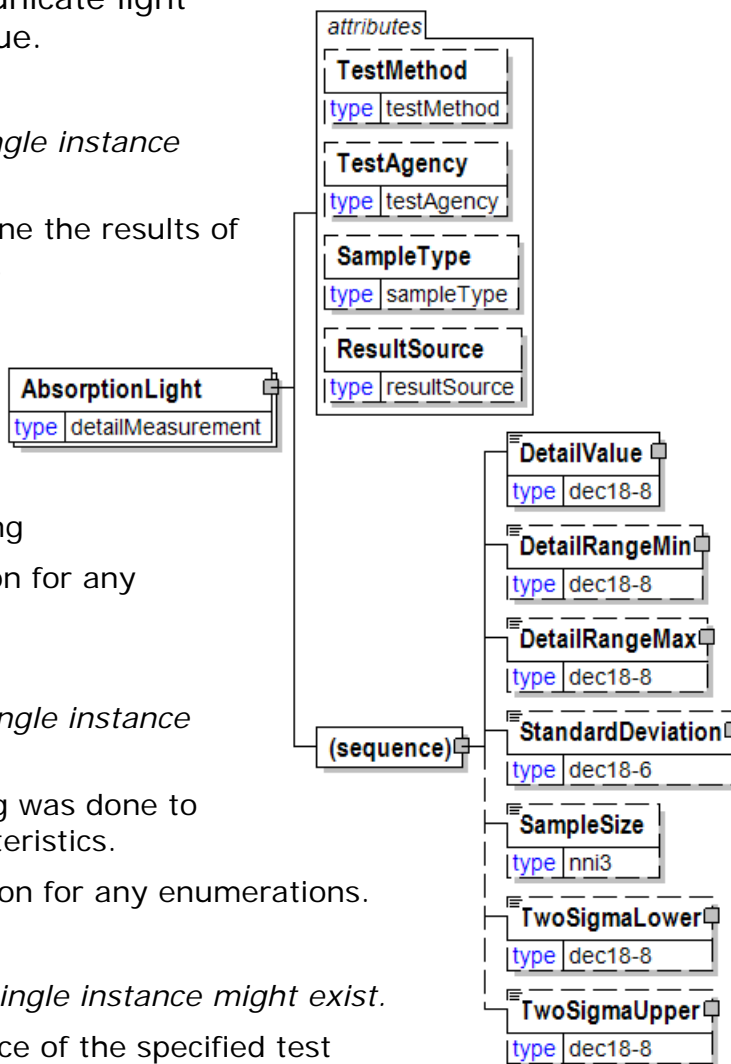 unicate light
ue.
ngle instance
ne the results of
ng
on for any
ngle instance
g was done to
teristics.
on for any enumerations.
ingle instance might exist.
ce of the specified test
AbsorptionLight
type detailMeasurement
attributes
TestMethod
type testMethod
TestAgency
type testAgency
SampleType
type sampleType
ResultSource
type resultSource
(sequence)
DetailValue
type dec18-8
DetailRangeMin
type dec18-8
DetailRangeMax
type dec18-8
StandardDeviation
type dec18-6
SampleSize
type nni3
TwoSigmaLower
type dec18-8
TwoSigmaUpper
type dec18-8